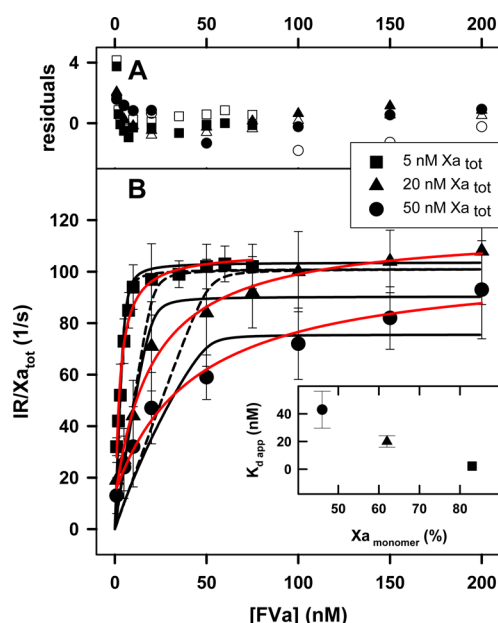 0 50 100 150 200
A
residuals
4
0
5 nM Xa tot
20 nM Xa tot
50 nM Xa tot
B
IR/Xa tot (1/s)
120
100
80
60
40
20
0
K d app (nM)
40
20
0
40 50 60 70 80
Xa monomer (%)
0 50 100 150 200
[FVa] (nM)